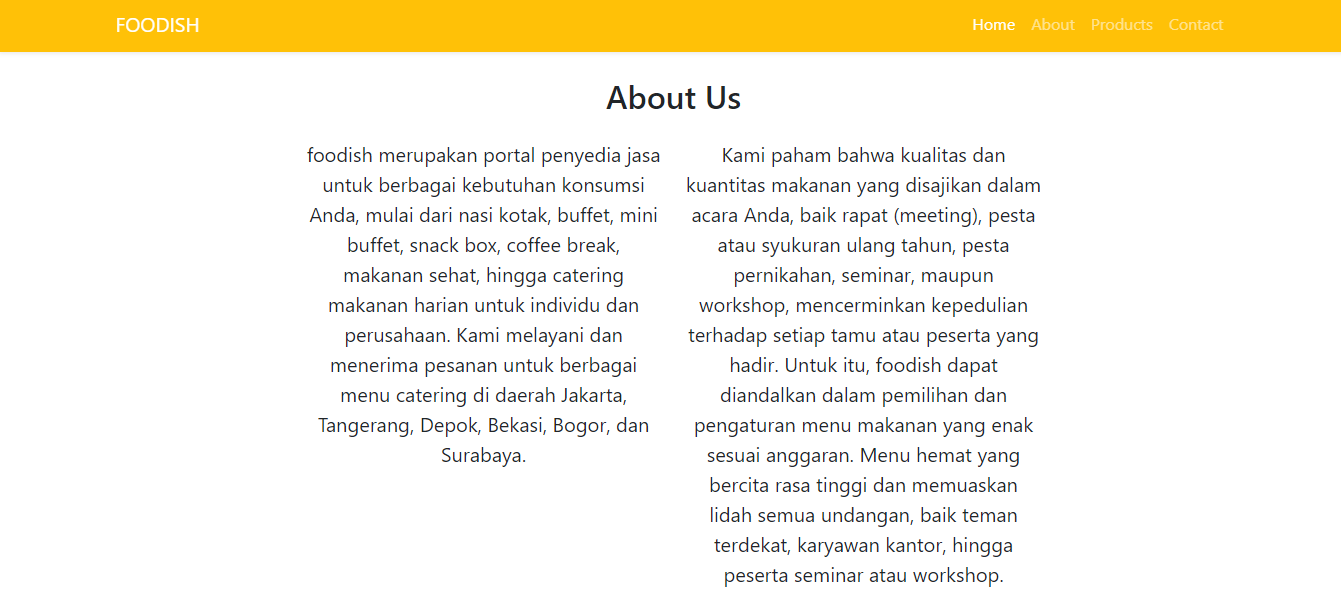 FOODISH
Home About Products Contact
About Us
foodish merupakan portal penyedia jasa
untuk berbagai kebutuhan konsumsi
Anda, mulai dari nasi kotak, buffet, mini
buffet, snack box, coffee break,
makanan sehat, hingga catering
makanan harian untuk individu dan
perusahaan. Kami melayani dan
menerima pesanan untuk berbagai
menu catering di daerah Jakarta,
Tangerang, Depok, Bekasi, Bogor, dan
Surabaya.
Kami paham bahwa kualitas dan
kuantitas makanan yang disajikan dalam
acara Anda, baik rapat (meeting), pesta
atau syukuran ulang tahun, pesta
pernikahan, seminar, maupun
workshop, mencerminkan kepedulian
terhadap setiap tamu atau peserta yang
hadir. Untuk itu, foodish dapat
diandalkan dalam pemilihan dan
pengaturan menu makanan yang enak
sesuai anggaran. Menu hemat yang
bercita rasa tinggi dan memuaskan
lidah semua undangan, baik teman
terdekat, karyawan kantor, hingga
peserta seminar atau workshop.